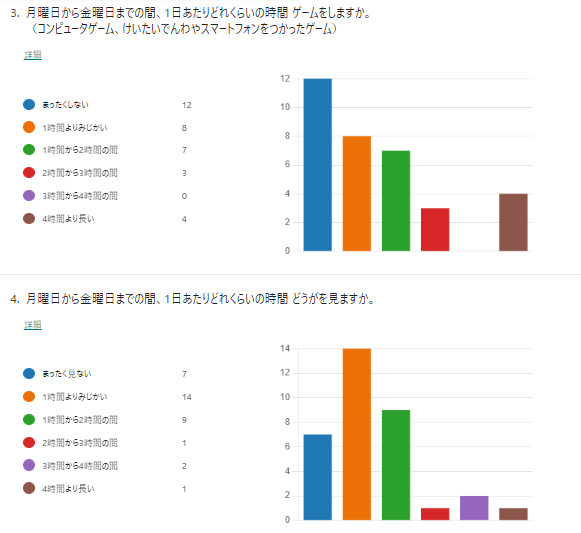 3. 月曜日から金曜日までの間、1日あたりどれくらいの時間 ゲームをしますか。
（コンピュータゲーム、けいたいでんわやスマートフォンをつかったゲーム）
詳細
まったくしない 12
1時間よりみじかい 8
1時間から2時間の間 7
2時間から3時間の間 3
3時間から4時間の間 0
4時間より長い 4
12
10
8
6
4
2
0
4. 月曜日から金曜日までの間、1日あたりどれくらいの時間 どうがを見ますか。
詳細
まったく見ない 7
1時間よりみじかい 14
1時間から2時間の間 9
2時間から3時間の間 1
3時間から4時間の間 2
4時間より長い 1
14
12
10
8
6
4
2
0